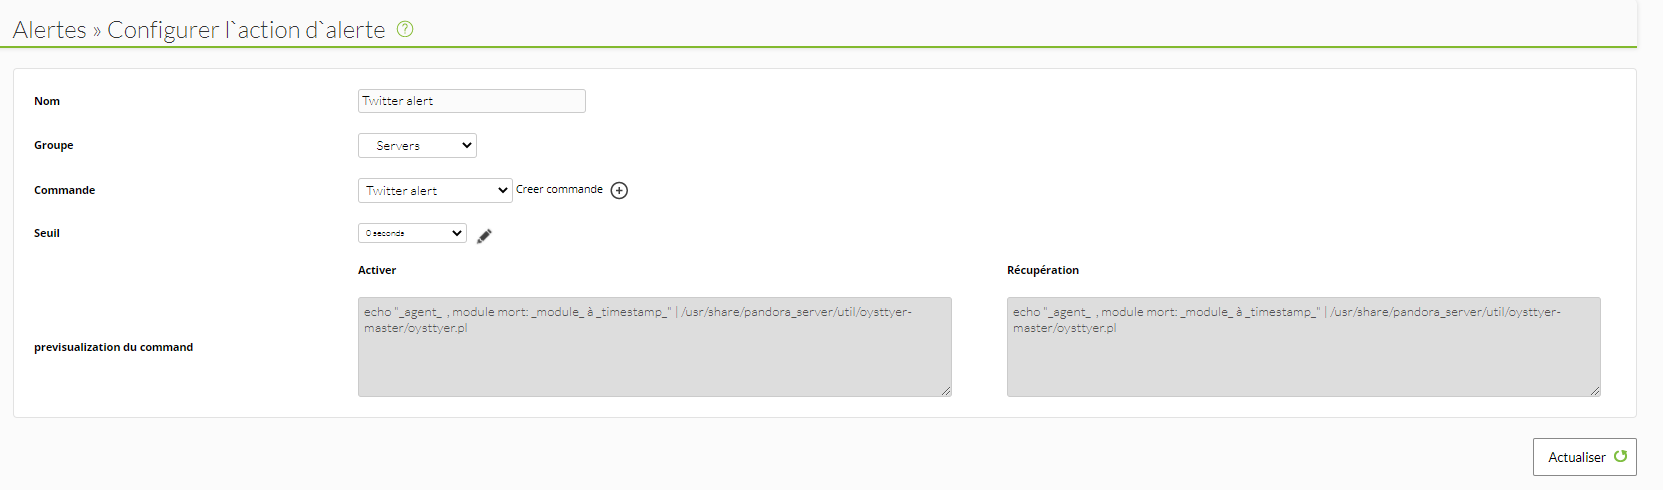 Alertes » Configurer l`action d`alerte ?
Nom
Twitter alert
Groupe
Servers
Commande
Twitter alert
Creer commande
Seuil
0 seconds
Activer
Récupération
previsualization du command
echo "_agent_ , module mort: _module_ à _timestamp_" | /usr/share/pandora_server/util/oysttyer-
master/oysttyer.pl
echo "_agent_ , module mort: _module_ à _timestamp_" | /usr/share/pandora_server/util/oysttyer-
master/oysttyer.pl
Actualiser